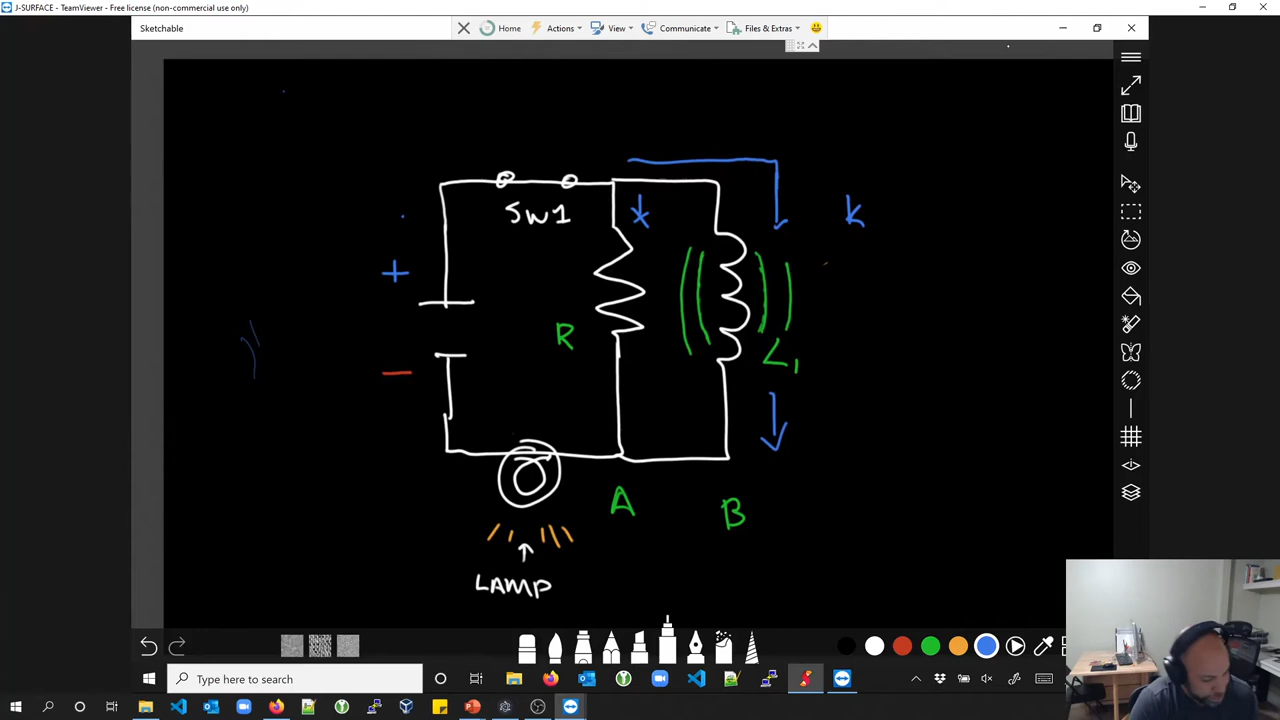 J-SURFACE - TeamViewer - Free license (non-commercial use only)
Sketchable
Home
Actions
View
Communicate
Files & Extras
SW1
k
+
R
L1
−
A
B
LAMP
Type here to search